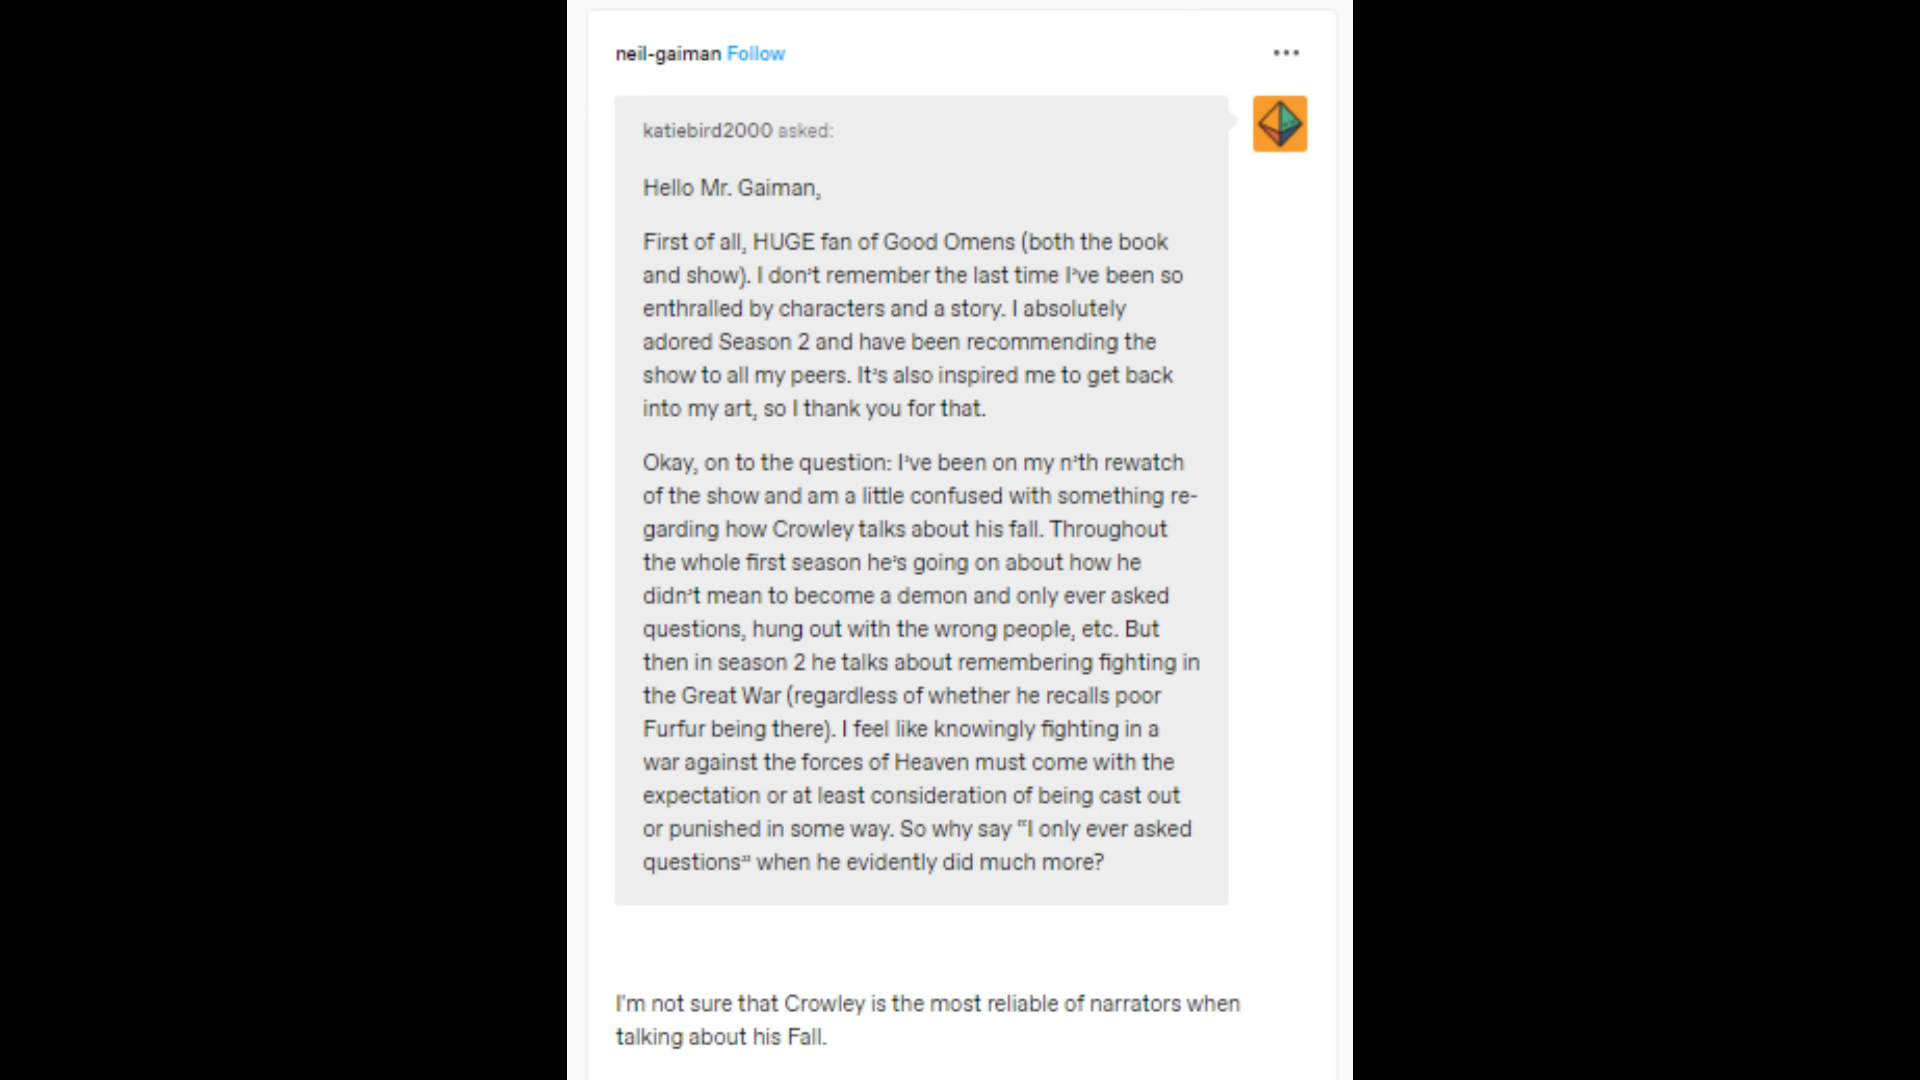 neil-gaiman Follow
katiebird2000 asked:
Hello Mr. Gaiman,
First of all, HUGE fan of Good Omens (both the book
and show). I don't remember the last time I've been so
enthralled by characters and a story. I absolutely
adored Season 2 and have been recommending the
show to all my peers. It's also inspired me to get back
into my art, so I thank you for that.
Okay, on to the question: I've been on my n'th rewatch
of the show and am a little confused with something re-
garding how Crowley talks about his fall. Throughout
the whole first season he's going on about how he
didn't mean to become a demon and only ever asked
questions, hung out with the wrong people, etc. But
then in season 2 he talks about remembering fighting in
the Great War (regardless of whether he recalls poor
Furfur being there). I feel like knowingly fighting in a
war against the forces of Heaven must come with the
expectation or at least consideration of being cast out
or punished in some way. So why say “I only ever asked
questions” when he evidently did much more?
I'm not sure that Crowley is the most reliable of narrators when
talking about his Fall.